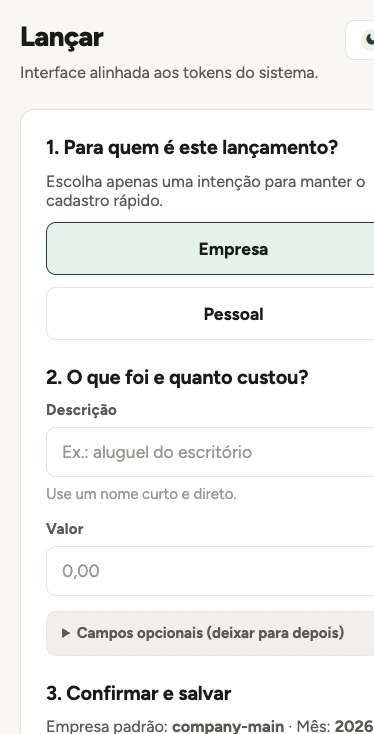 Lançar
Interface alinhada aos tokens do sistema.
1. Para quem é este lançamento?
Escolha apenas uma intenção para manter o
cadastro rápido.
Empresa
Pessoal
2. O que foi e quanto custou?
Descrição
Ex.: aluguel do escritório
Use um nome curto e direto.
Valor
0,00
▶ Campos opcionais (deixar para depois)
3. Confirmar e salvar
Empresa padrão: company-main · Mês: 2026